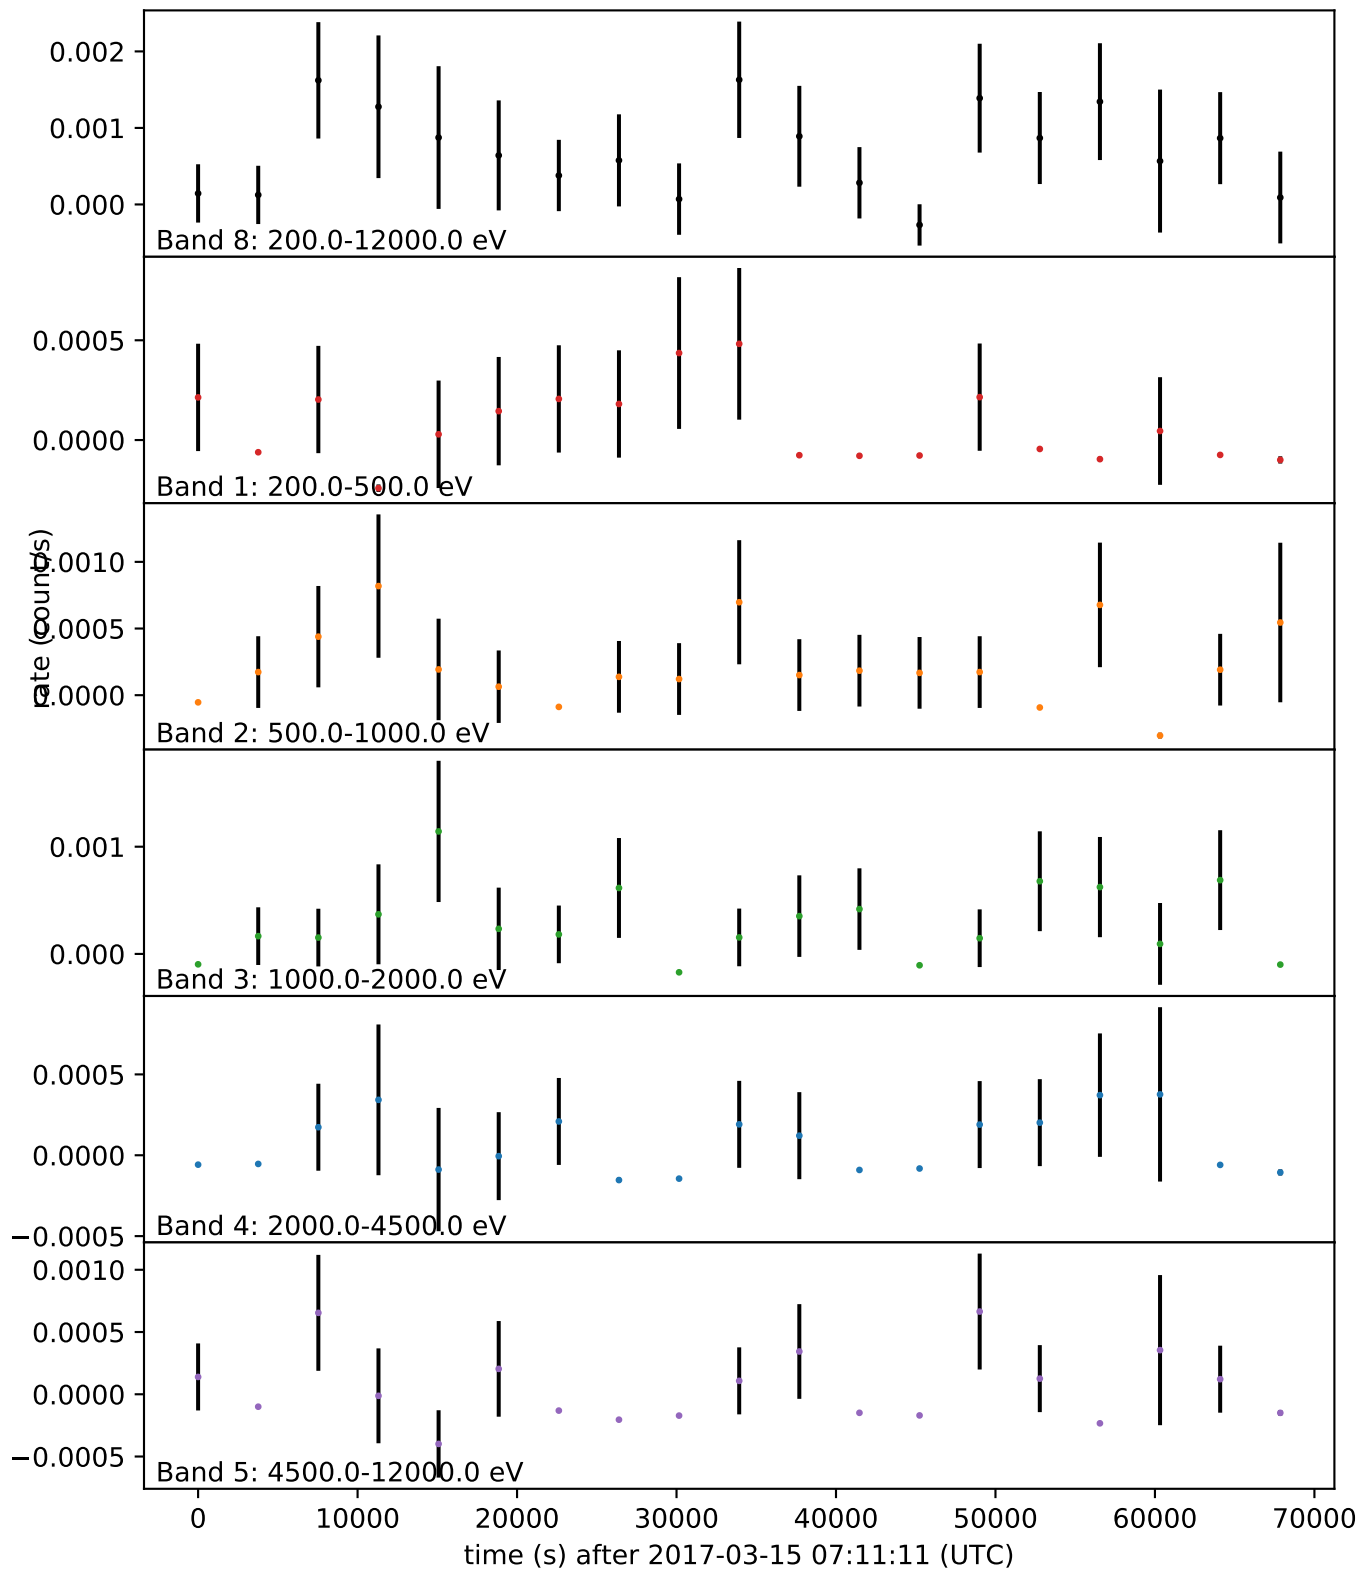 0.002
0.001
0.000
Band 8: 200.0-12000.0 eV
0.0005
0.0000
Band 1: 200.0-500.0 eV
rate (count/s)
0.0010
0.0005
0.0000
Band 2: 500.0-1000.0 eV
0.001
0.000
Band 3: 1000.0-2000.0 eV
0.0005
0.0000
−0.0005
Band 4: 2000.0-4500.0 eV
0.0010
0.0005
0.0000
−0.0005
Band 5: 4500.0-12000.0 eV
0 10000 20000 30000 40000 50000 60000 70000
time (s) after 2017-03-15 07:11:11 (UTC)